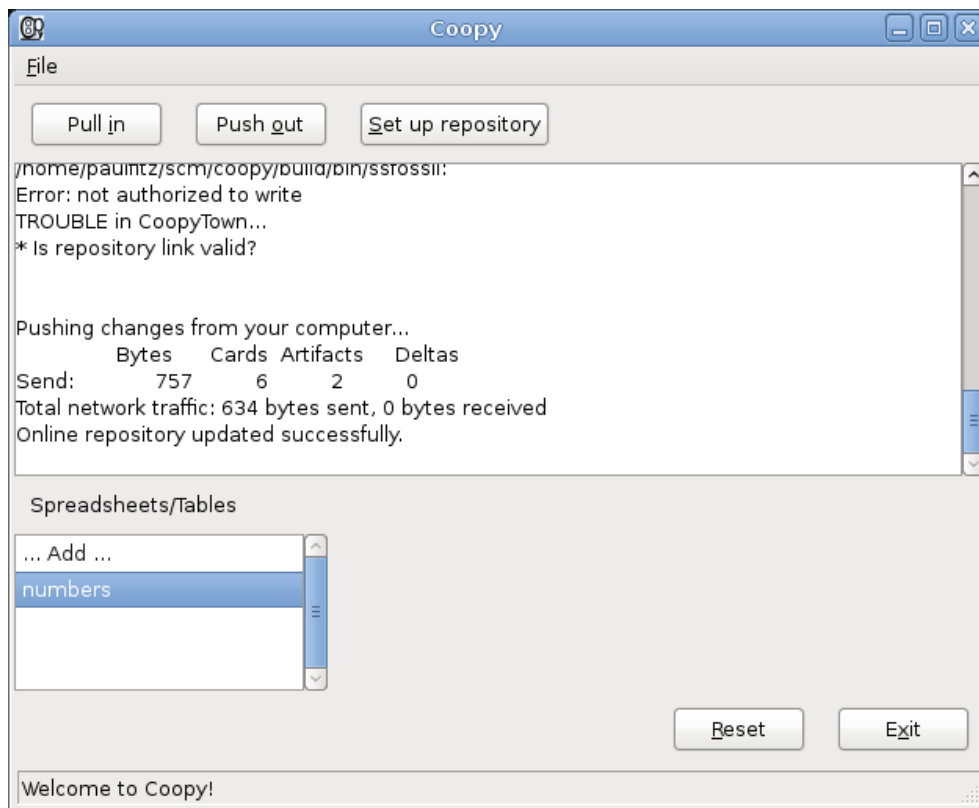 Coopy
File
Pull in Push out Set up repository
/home/paulfitz/scm/coopy/build/bin/ssfossil:
Error: not authorized to write
TROUBLE in CoopyTown...
* Is repository link valid?
Pushing changes from your computer...
Bytes Cards Artifacts Deltas
Send: 757 6 2 0
Total network traffic: 634 bytes sent, 0 bytes received
Online repository updated successfully.
Spreadsheets/Tables
... Add ...
numbers
Reset Exit
Welcome to Coopy!